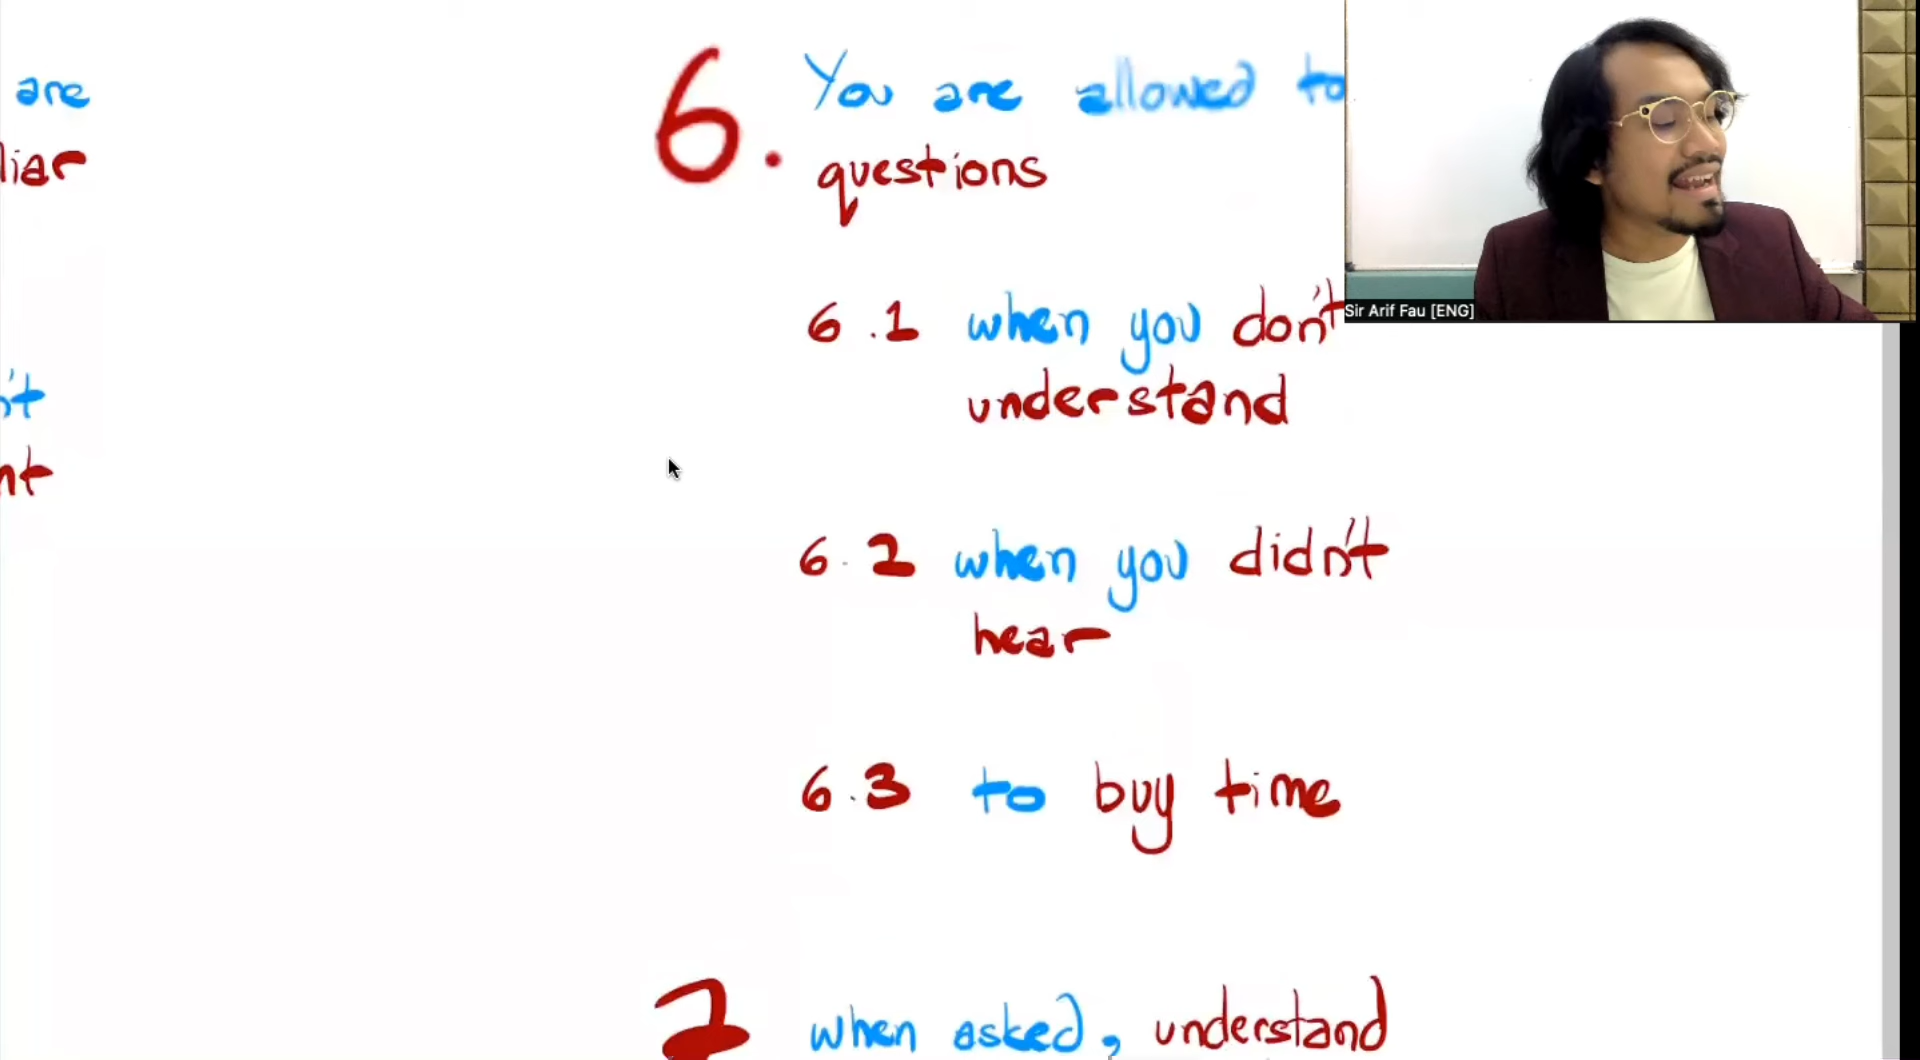 are
liar
n't
nt
6. You are allowed to
questions
6.1 when you don't
understand
6.2 when you didn't
hear
6.3 to buy time
7 when asked, understand
Sir Arif Fau [ENG]